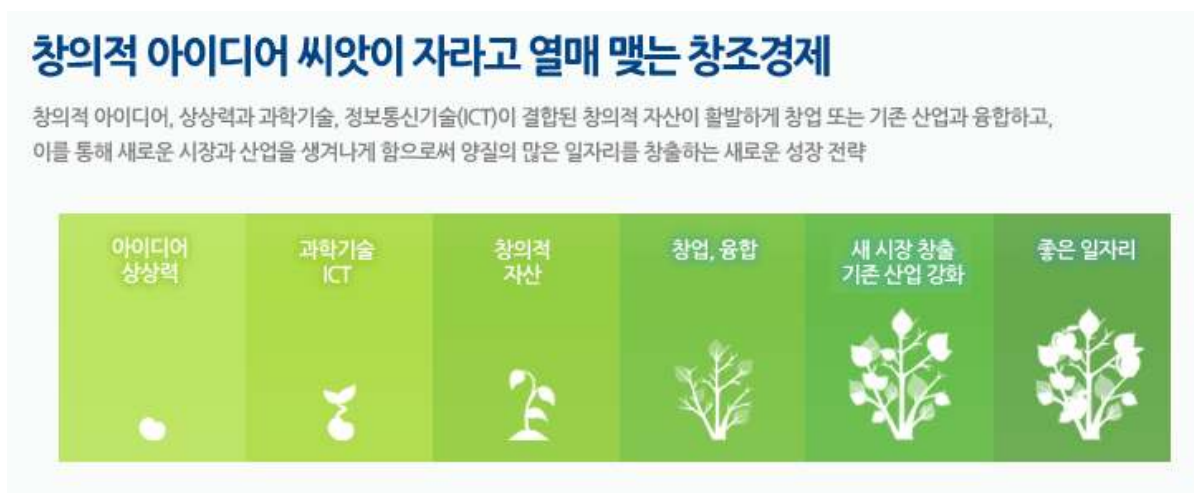 창의적 아이디어 씨앗이 자라고 열매 맺는 창조경제
창의적 아이디어, 상상력과 과학기술, 정보통신기술(ICT)이 결합된 창의적 자산이 활발하게 창업 또는 기존 산업과 융합하고,
이를 통해 새로운 시장과 산업을 생겨나게 함으로써 양질의 많은 일자리를 창출하는 새로운 성장 전략
아이디어
상상력
과학기술
ICT
창의적
자산
창업, 융합
새 시장 창출
기존 산업 강화
좋은 일자리